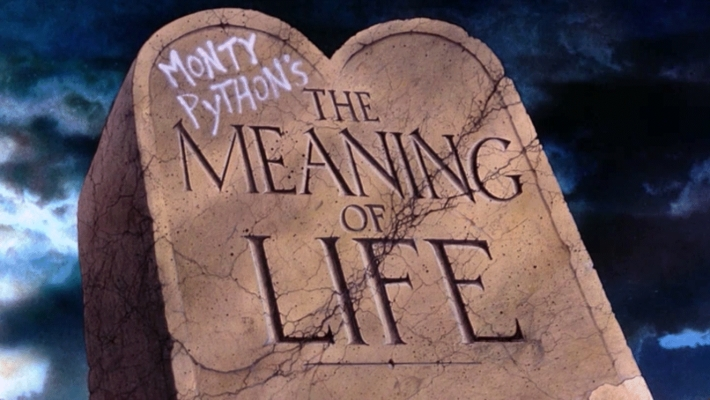 MONTY
PYTHON'S
THE
MEANING
OF
LIFE